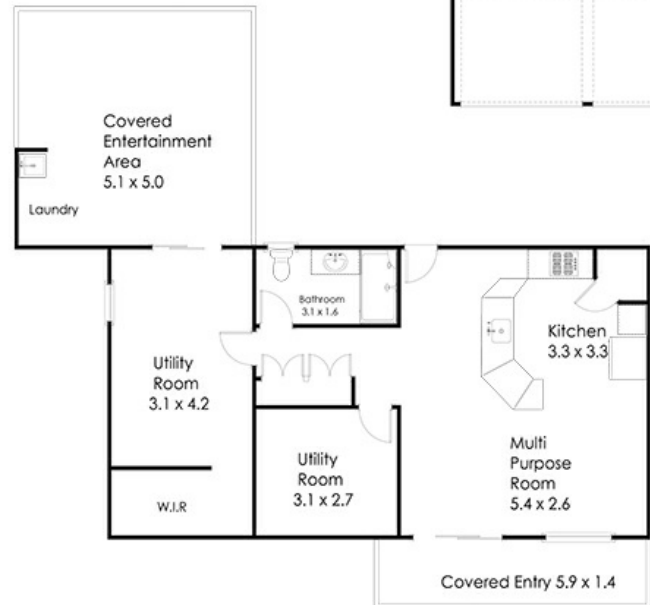 Covered
Entertainment
Area
5.1 x 5.0
Laundry
Bathroom
3.1 x 1.6
Kitchen
3.3 x 3.3
Utility
Room
3.1 x 4.2
Utility
Room
3.1 x 2.7
Multi
Purpose
Room
5.4 x 2.6
W.I.R
Covered Entry 5.9 x 1.4